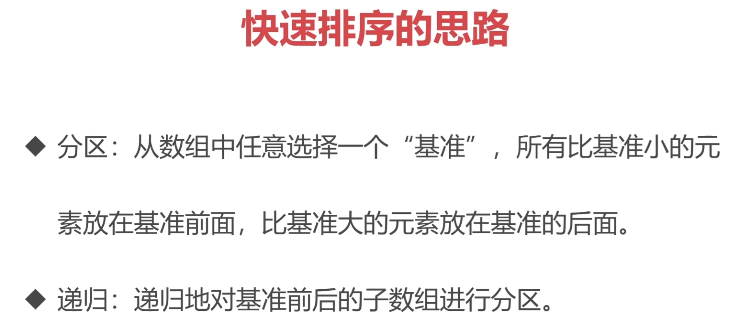 快速排序的思路
◆ 分区：从数组中任意选择一个“基准”，所有比基准小的元
素放在基准前面，比基准大的元素放在基准的后面。
◆ 递归：递归地对基准前后的子数组进行分区。